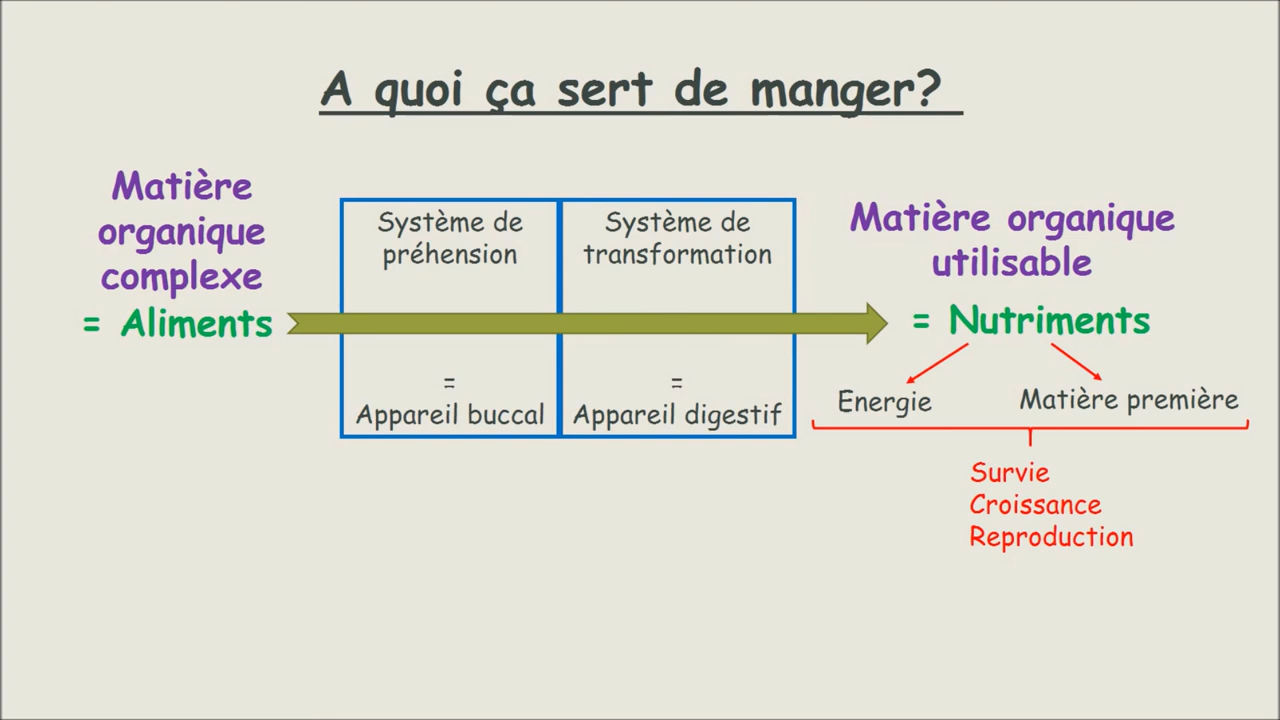 A quoi ça sert de manger?
Matière
organique
complexe
= Aliments
Système de
préhension
=
Appareil buccal
Système de
transformation
=
Appareil digestif
Matière organique
utilisable
= Nutriments
Energie
Matière première
Survie
Croissance
Reproduction